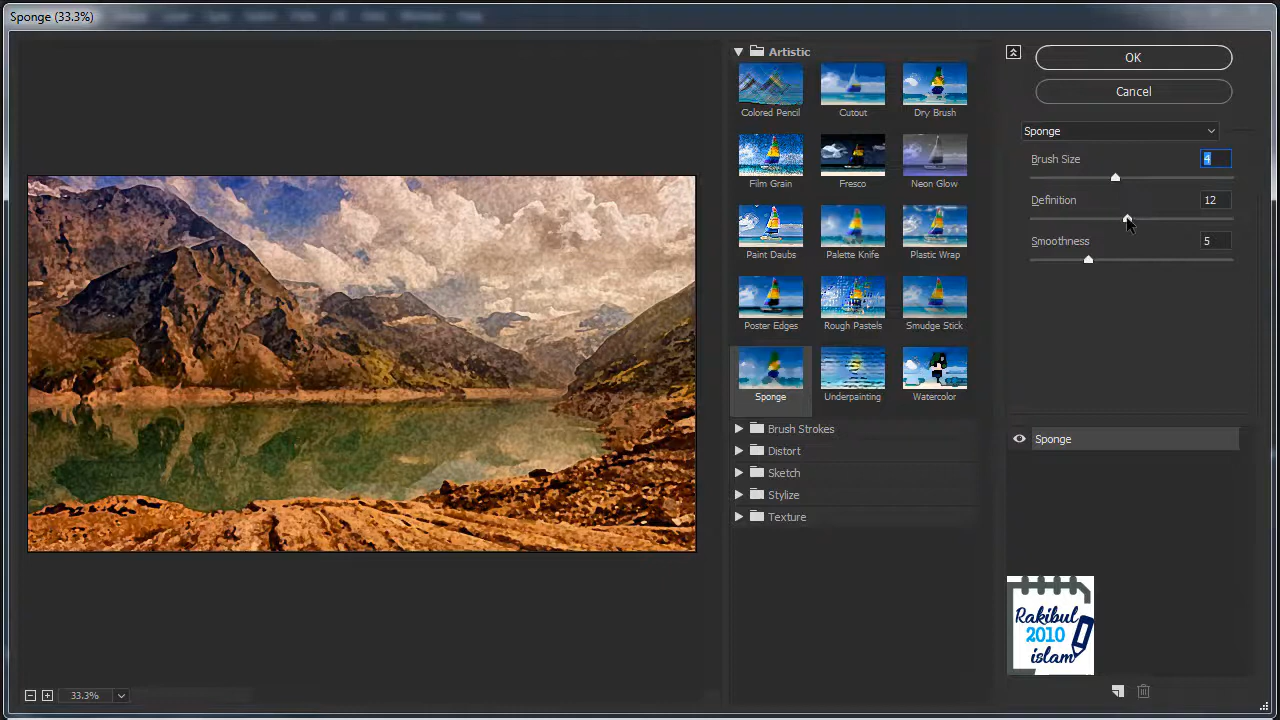 Sponge (33.3%)
Artistic
Colored Pencil
Cutout
Dry Brush
Film Grain
Fresco
Neon Glow
Paint Daubs
Palette Knife
Plastic Wrap
Poster Edges
Rough Pastels
Smudge Stick
Sponge
Underpainting
Watercolor
Brush Strokes
Distort
Sketch
Stylize
Texture
33.3%
OK
Cancel
Sponge
Brush Size 4
Definition 12
Smoothness 5
Sponge
Rakibul
2010
islam